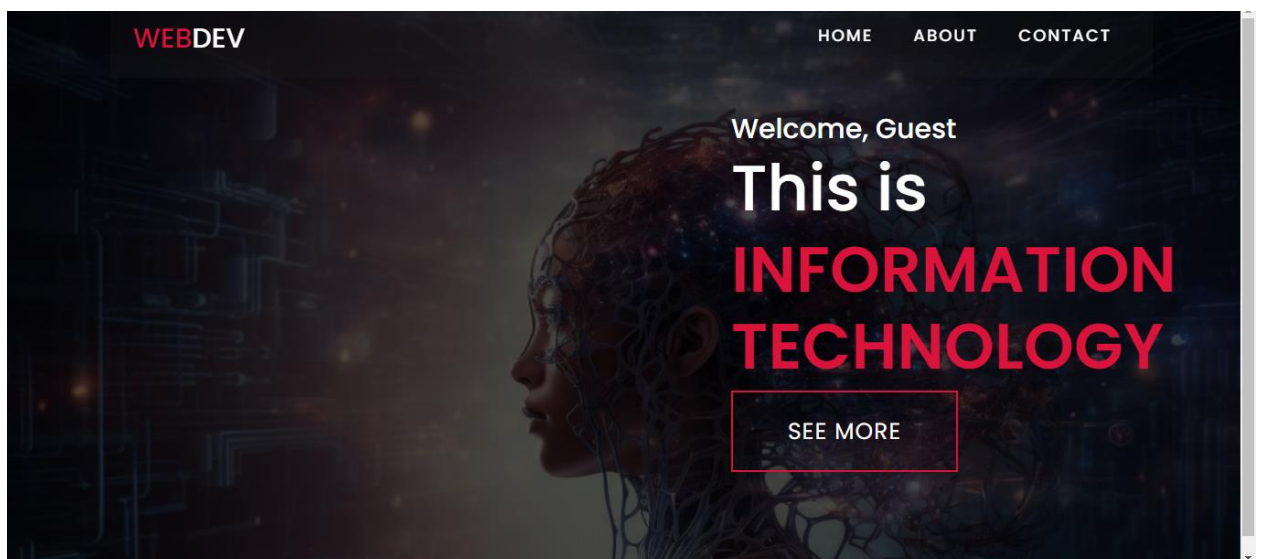 WEBDEV
HOME ABOUT CONTACT
Welcome, Guest
This is
INFORMATION
TECHNOLOGY
SEE MORE